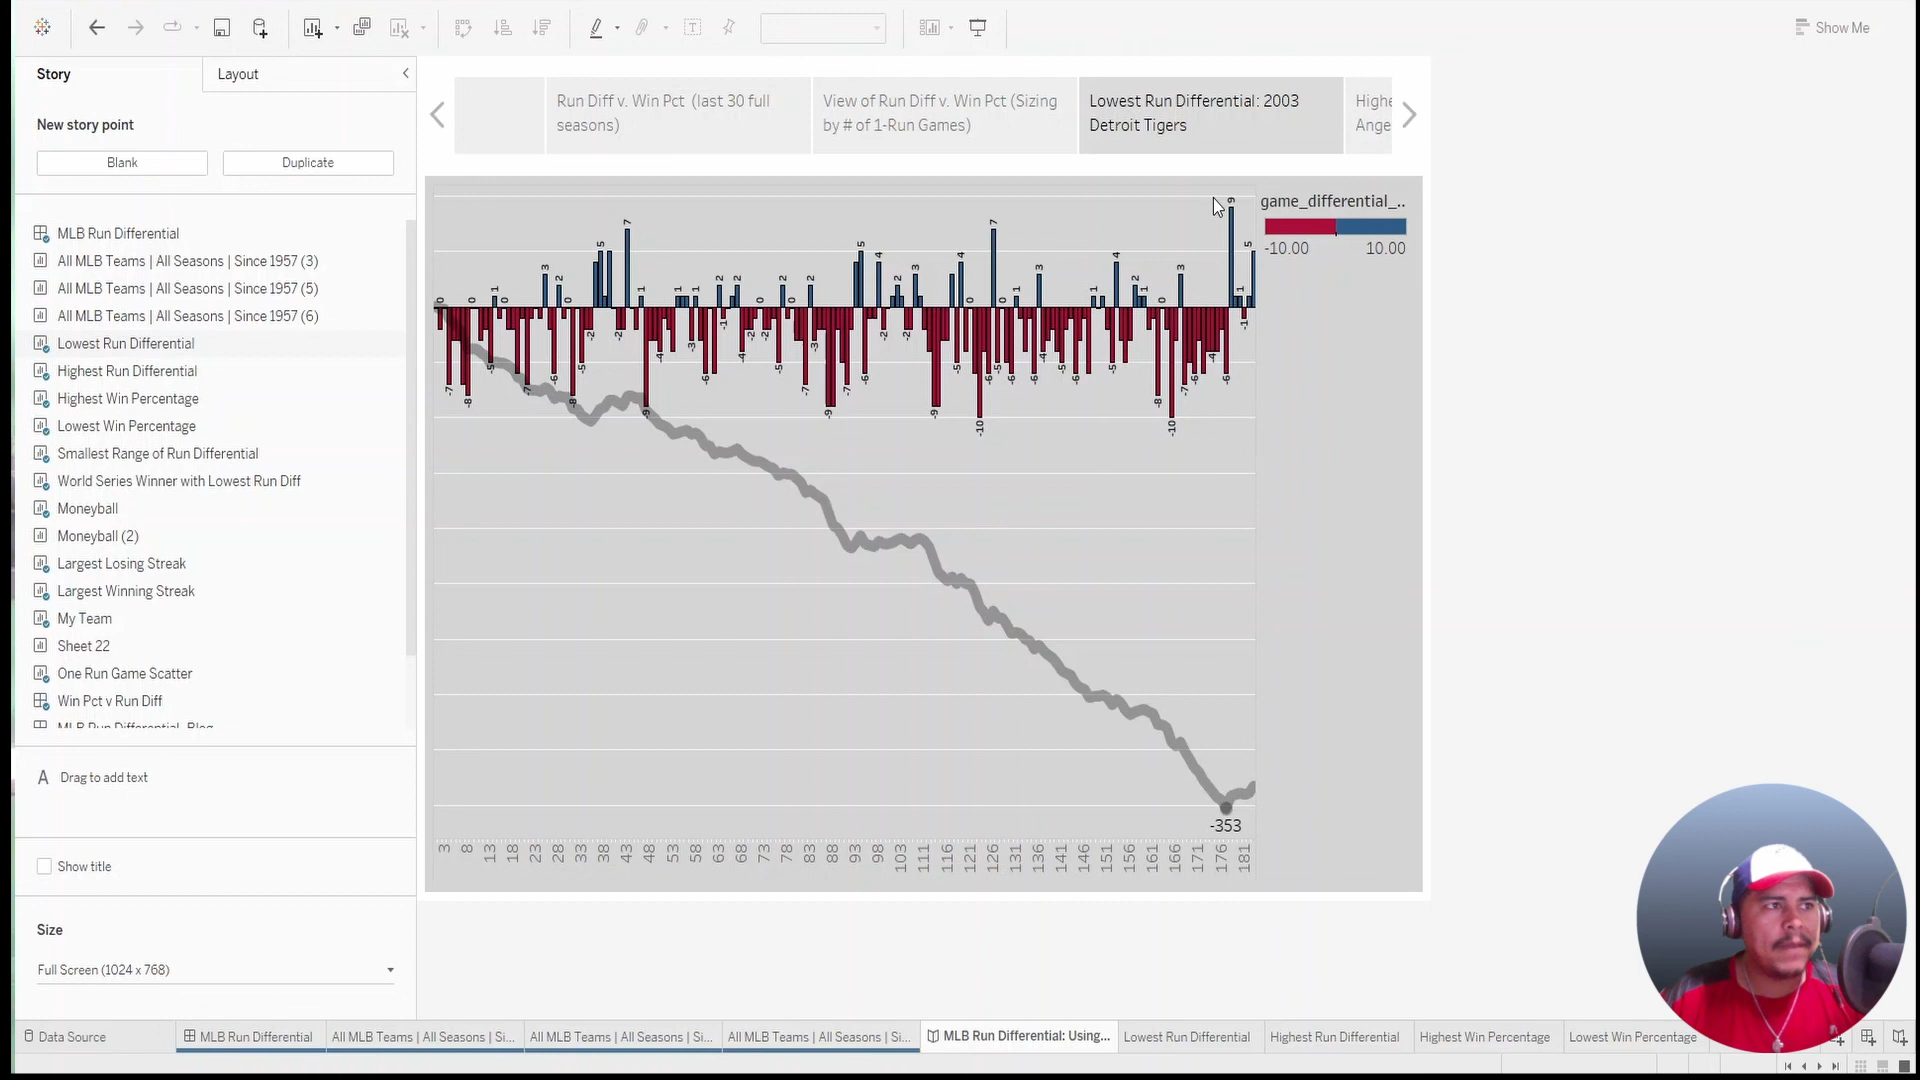 Show Me
Story
Layout
New story point
Blank
Duplicate
MLB Run Differential
All MLB Teams | All Seasons | Since 1957 (3)
All MLB Teams | All Seasons | Since 1957 (5)
All MLB Teams | All Seasons | Since 1957 (6)
Lowest Run Differential
Highest Run Differential
Highest Win Percentage
Lowest Win Percentage
Smallest Range of Run Differential
World Series Winner with Lowest Run Diff
Moneyball
Moneyball (2)
Largest Losing Streak
Largest Winning Streak
My Team
Sheet 22
One Run Game Scatter
Win Pct v Run Diff
MLB Run Differential_Blog
A Drag to add text
Show title
Size
Full Screen (1024 x 768)
Run Diff v. Win Pct (last 30 full
seasons)
View of Run Diff v. Win Pct (Sizing
by # of 1-Run Games)
Lowest Run Differential: 2003
Detroit Tigers
Highe
Ange
game_differential_..
-10.00 10.00
-353
3 8 13 18 23 28 33 38 43 48 53 58 63 68 73 78 83 88 93 98 103 111 116 121 126 131 136 141 146 151 156 161 166 171 176 181
Data Source
MLB Run Differential
All MLB Teams | All Seasons | Si...
All MLB Teams | All Seasons | Si...
All MLB Teams | All Seasons | Si...
MLB Run Differential: Using...
Lowest Run Differential
Highest Run Differential
Highest Win Percentage
Lowest Win Percentage